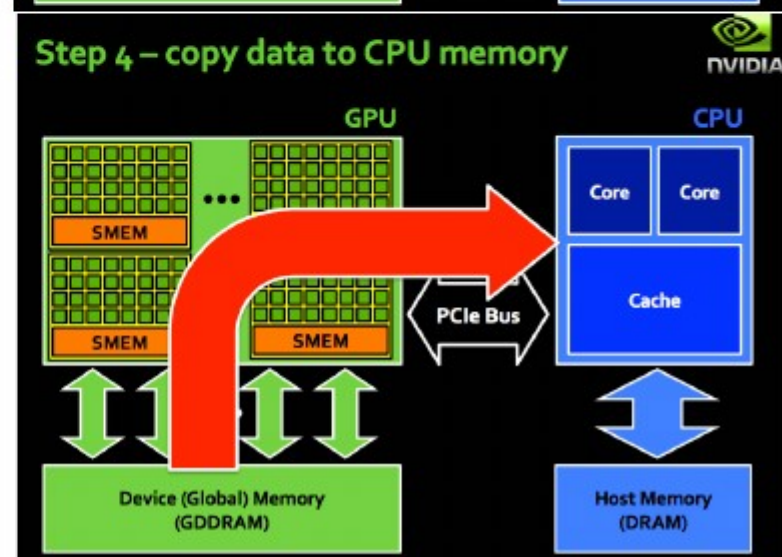 Step 4 – copy data to CPU memory
nVIDIA
GPU
CPU
...
Core
Core
SMEM
Cache
PCIe Bus
SMEM
SMEM
Device (Global) Memory
(GDDRAM)
Host Memory
(DRAM)